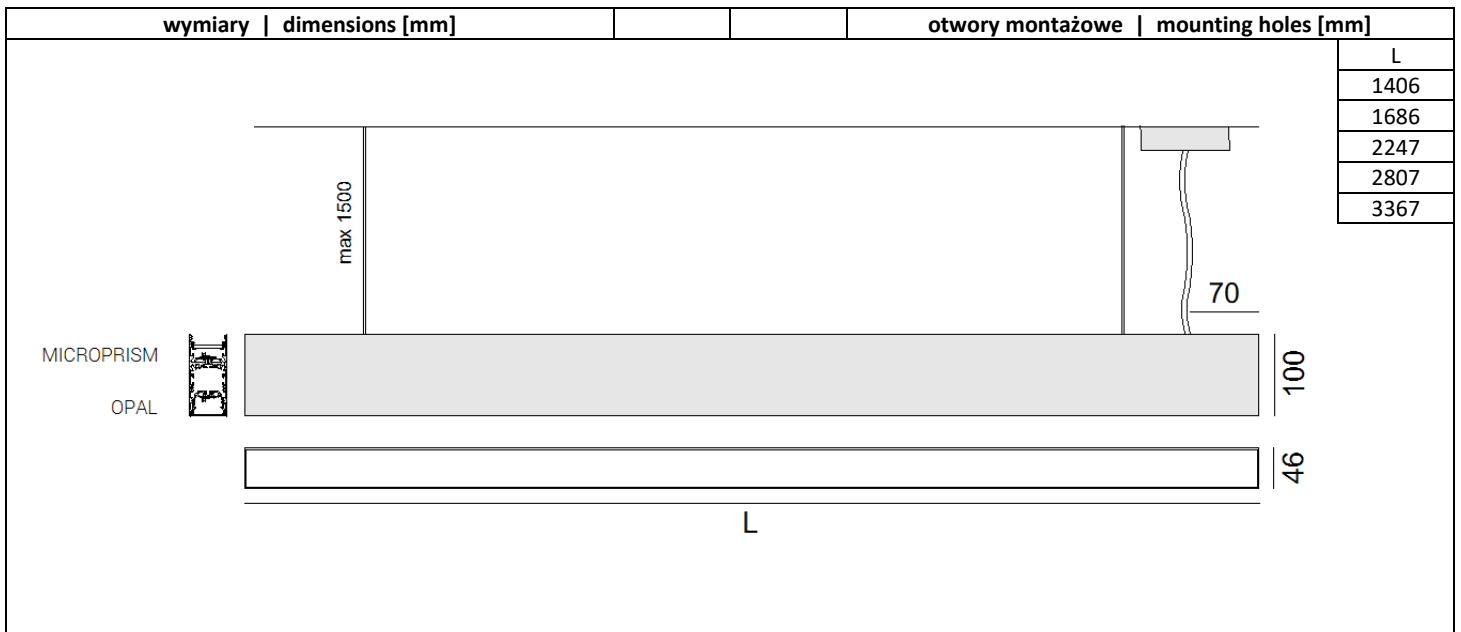 wymiary | dimensions [mm]
otwory montażowe | mounting holes [mm]
L
1406
1686
2247
2807
3367
max 1500
70
MICROPRISM
OPAL
100
46
L